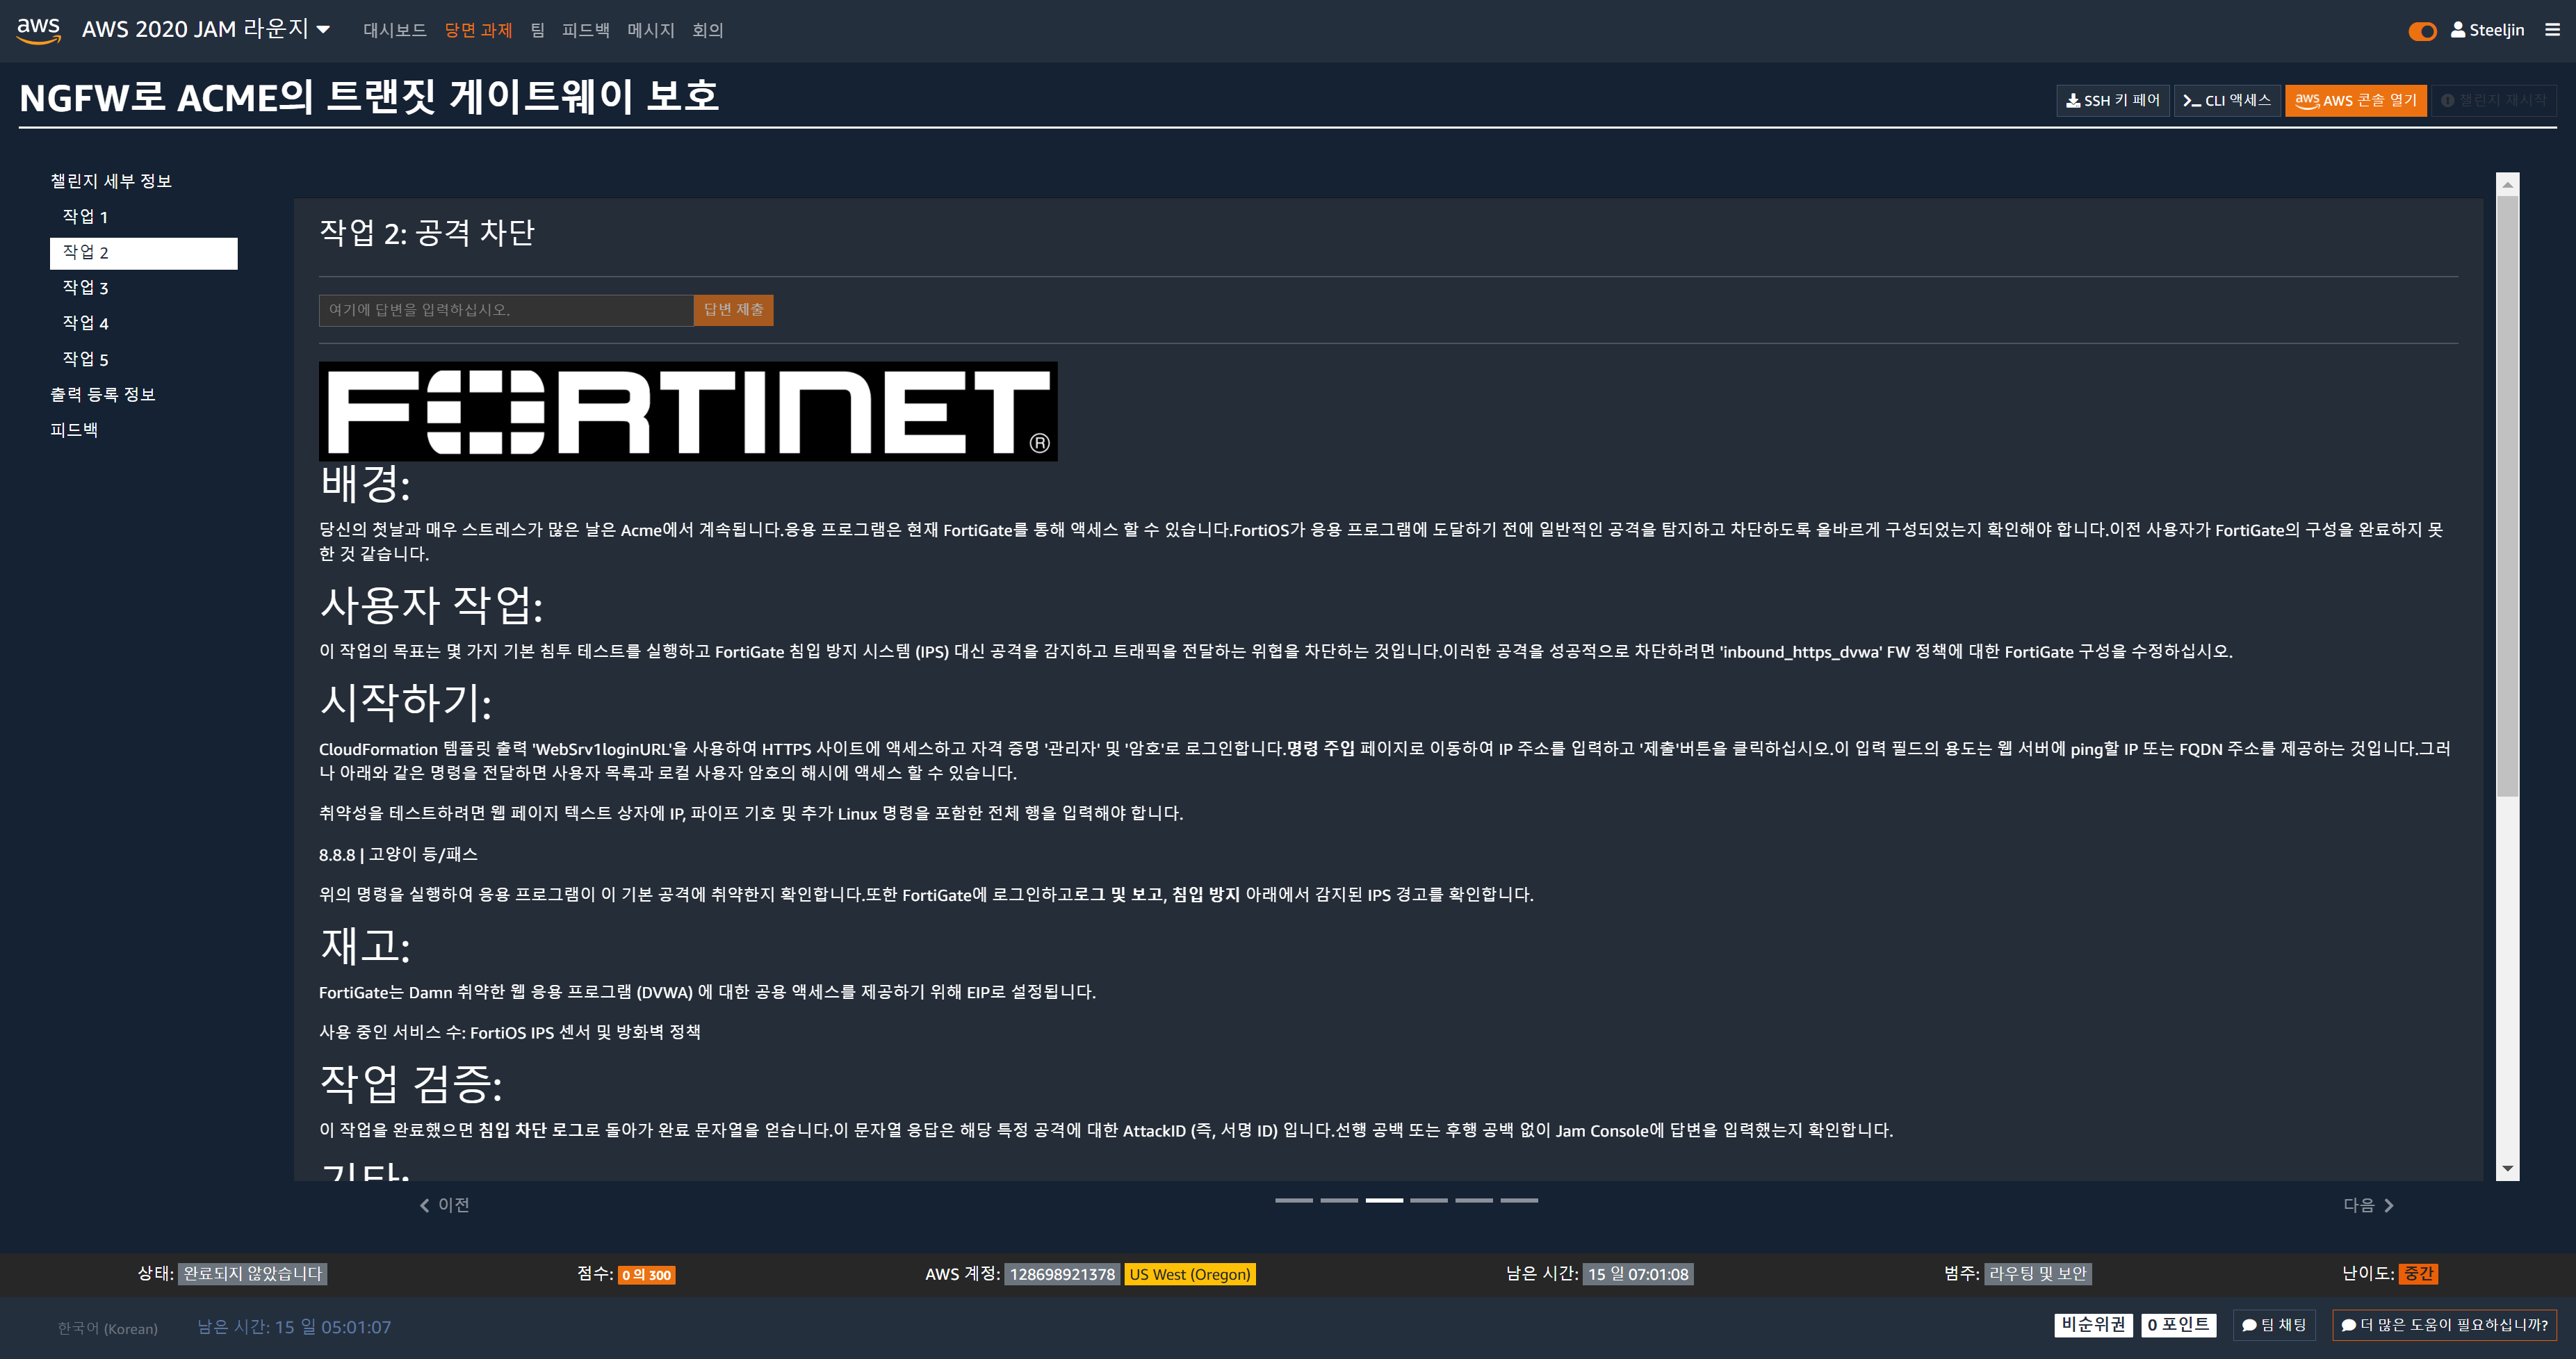 aws AWS 2020 JAM 라운지 대시보드 당면 과제 팀 피드백 메시지 회의 Steeljin
NGFW로 ACME의 트랜짓 게이트웨이 보호
SSH 키 페어 CLI 액세스 aws AWS 콘솔 열기 챌린지 재시작
챌린지 세부 정보
작업 1
작업 2
작업 3
작업 4
작업 5
출력 등록 정보
피드백
작업 2: 공격 차단
여기에 답변을 입력하십시오. 답변 제출
FORTINET®
배경:
당신의 첫날과 매우 스트레스가 많은 날은 Acme에서 계속됩니다.응용 프로그램은 현재 FortiGate를 통해 액세스 할 수 있습니다.FortiOS가 응용 프로그램에 도달하기 전에 일반적인 공격을 탐지하고 차단하도록 올바르게 구성되었는지 확인해야 합니다.이전 사용자가 FortiGate의 구성을 완료하지 못
한 것 같습니다.
사용자 작업:
이 작업의 목표는 몇 가지 기본 침투 테스트를 실행하고 FortiGate 침입 방지 시스템 (IPS) 대신 공격을 감지하고 트래픽을 전달하는 위협을 차단하는 것입니다.이러한 공격을 성공적으로 차단하려면 'inbound_https_dvwa' FW 정책에 대한 FortiGate 구성을 수정하십시오.
시작하기:
CloudFormation 템플릿 출력 'WebSrv1loginURL'을 사용하여 HTTPS 사이트에 액세스하고 자격 증명 '관리자' 및 '암호'로 로그인합니다.명령 주입 페이지로 이동하여 IP 주소를 입력하고 '제출'버튼을 클릭하십시오.이 입력 필드의 용도는 웹 서버에 ping할 IP 또는 FQDN 주소를 제공하는 것입니다.그러
나 아래와 같은 명령을 전달하면 사용자 목록과 로컬 사용자 암호의 해시에 액세스 할 수 있습니다.
취약성을 테스트하려면 웹 페이지 텍스트 상자에 IP, 파이프 기호 및 추가 Linux 명령을 포함한 전체 행을 입력해야 합니다.
8.8.8 | 고양이 등/패스
위의 명령을 실행하여 응용 프로그램이 이 기본 공격에 취약한지 확인합니다.또한 FortiGate에 로그인하고로그 및 보고, 침입 방지 아래에서 감지된 IPS 경고를 확인합니다.
재고:
FortiGate는 Damn 취약한 웹 응용 프로그램 (DVWA) 에 대한 공용 액세스를 제공하기 위해 EIP로 설정됩니다.
사용 중인 서비스 수: FortiOS IPS 센서 및 방화벽 정책
작업 검증:
이 작업을 완료했으면 침입 차단 로그로 돌아가 완료 문자열을 얻습니다.이 문자열 응답은 해당 특정 공격에 대한 AttackID (즉, 서명 ID) 입니다.선행 공백 또는 후행 공백 없이 Jam Console에 답변을 입력했는지 확인합니다.
기타:
이전 다음
상태: 완료되지 않았습니다 점수: 0 의 300 AWS 계정: 128698921378 US West (Oregon) 남은 시간: 15 일 07:01:08 범주: 라우팅 및 보안 난이도: 중간
한국어 (Korean) 남은 시간: 15 일 05:01:07 비순위권 0 포인트 팀 채팅 더 많은 도움이 필요하십니까?